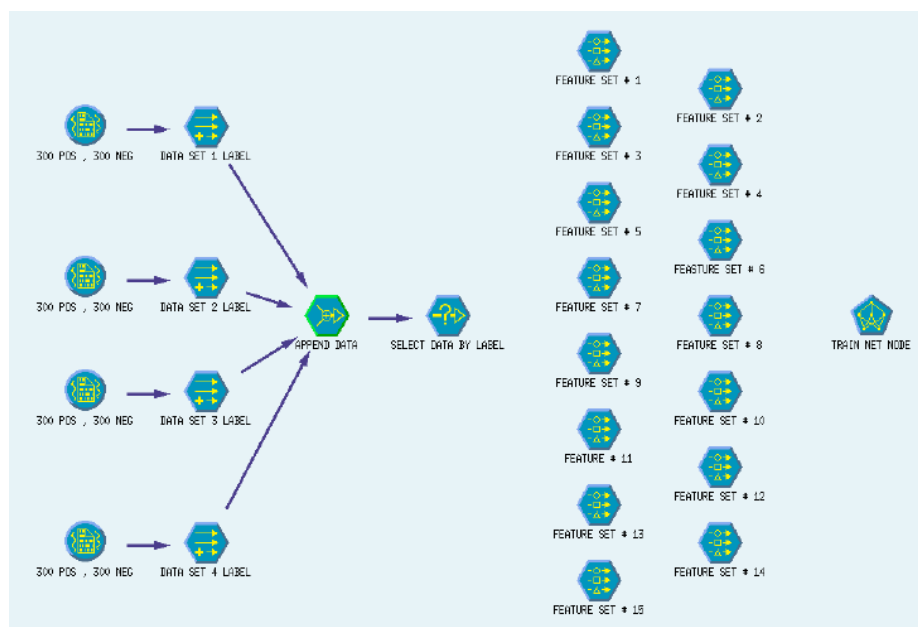 FEATURE SET # 1
FEATURE SET # 2
300 POS , 300 NEG
DATA SET 1 LABEL
FEATURE SET # 3
FEATURE SET # 4
FEATURE SET # 5
FEASTURE SET # 6
300 POS , 300 NEG
DATA SET 2 LABEL
FEATURE SET # 7
APPEND DATA
SELECT DATA BY LABEL
FEATURE SET # 8
TRAIN NET NODE
FEATURE SET # 9
300 POS , 300 NEG
DATA SET 3 LABEL
FEATURE SET # 10
FEATURE # 11
FEATURE SET # 12
FEATURE SET # 13
300 POS , 300 NEG
DATA SET 4 LABEL
FEATURE SET # 14
FEATURE SET # 15